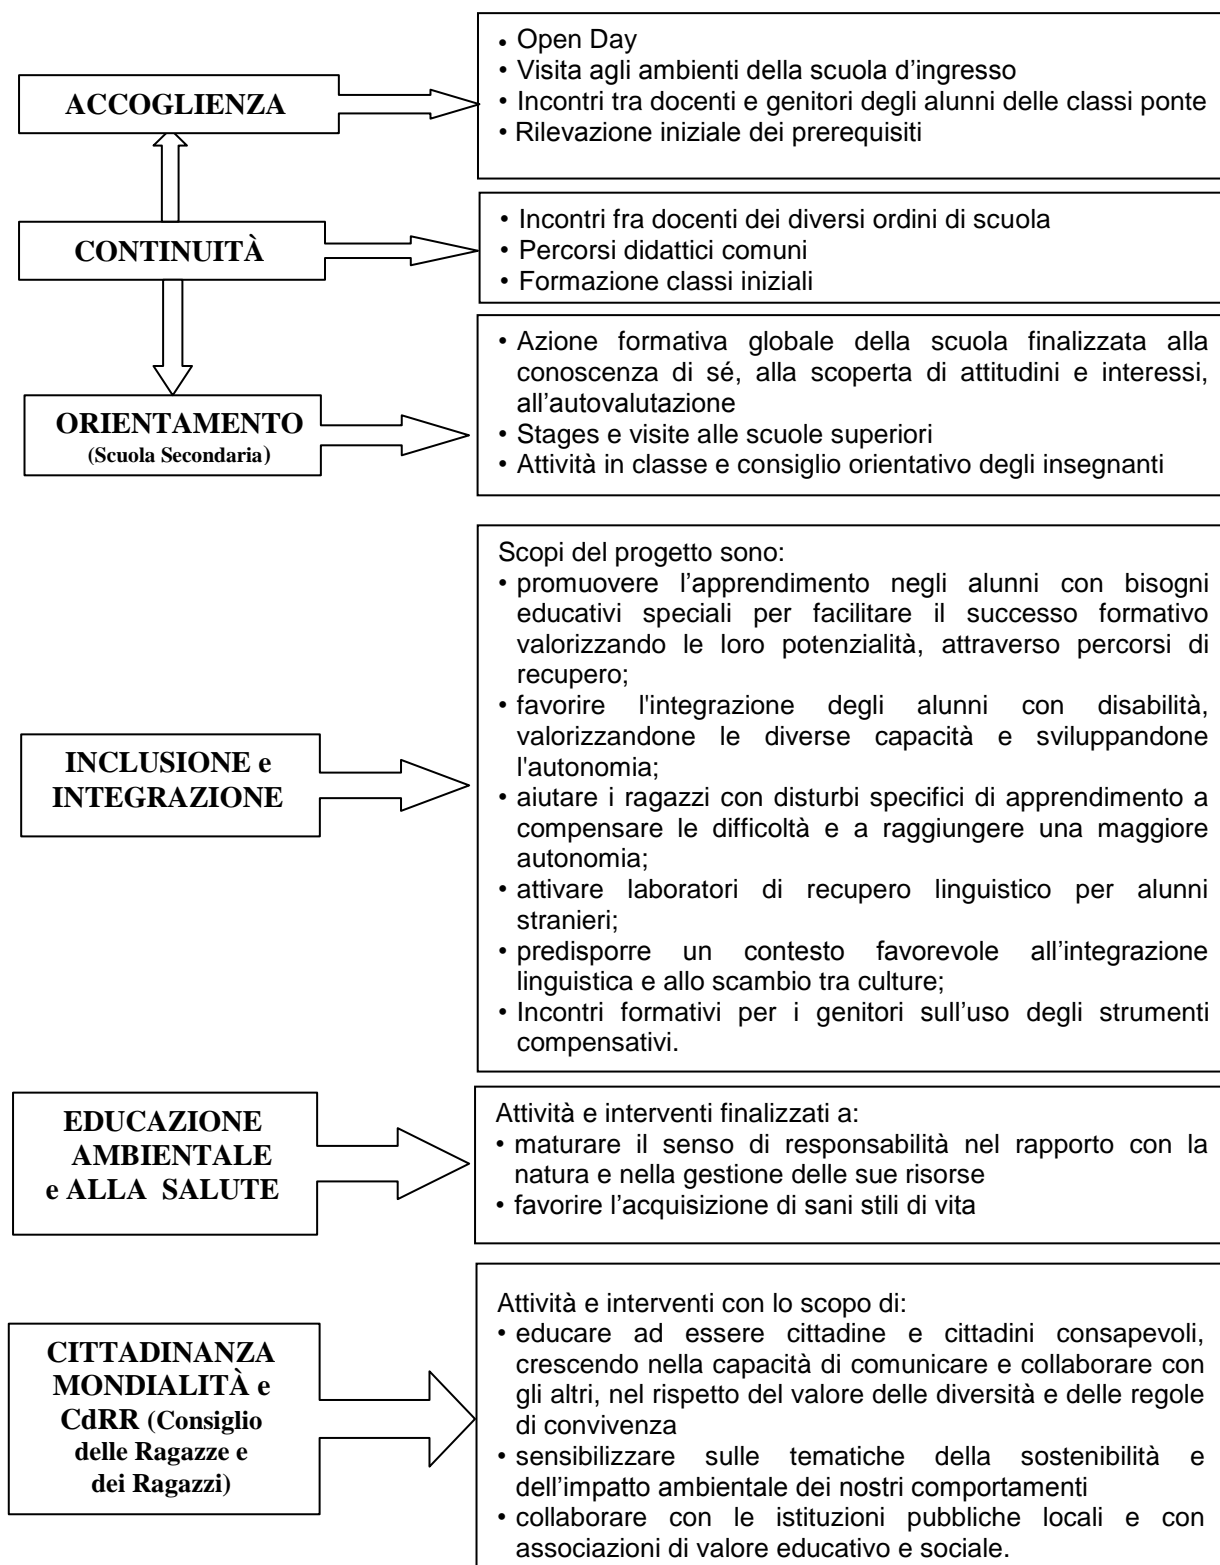 ACCOGLIENZA
• Open Day
• Visita agli ambienti della scuola d’ingresso
• Incontri tra docenti e genitori degli alunni delle classi ponte
• Rilevazione iniziale dei prerequisiti
CONTINUITÀ
• Incontri fra docenti dei diversi ordini di scuola
• Percorsi didattici comuni
• Formazione classi iniziali
ORIENTAMENTO
(Scuola Secondaria)
• Azione formativa globale della scuola finalizzata alla
conoscenza di sé, alla scoperta di attitudini e interessi,
all’autovalutazione
• Stages e visite alle scuole superiori
• Attività in classe e consiglio orientativo degli insegnanti
INCLUSIONE e
INTEGRAZIONE
Scopi del progetto sono:
• promuovere l’apprendimento negli alunni con bisogni
educativi speciali per facilitare il successo formativo
valorizzando le loro potenzialità, attraverso percorsi di
recupero;
• favorire l'integrazione degli alunni con disabilità,
valorizzandone le diverse capacità e sviluppandone
l'autonomia;
• aiutare i ragazzi con disturbi specifici di apprendimento a
compensare le difficoltà e a raggiungere una maggiore
autonomia;
• attivare laboratori di recupero linguistico per alunni
stranieri;
• predisporre un contesto favorevole all’integrazione
linguistica e allo scambio tra culture;
• Incontri formativi per i genitori sull’uso degli strumenti
compensativi.
EDUCAZIONE
AMBIENTALE
e ALLA SALUTE
Attività e interventi finalizzati a:
• maturare il senso di responsabilità nel rapporto con la
natura e nella gestione delle sue risorse
• favorire l’acquisizione di sani stili di vita
CITTADINANZA
MONDIALITÀ e
CdRR (Consiglio
delle Ragazze e
dei Ragazzi)
Attività e interventi con lo scopo di:
• educare ad essere cittadine e cittadini consapevoli,
crescendo nella capacità di comunicare e collaborare con
gli altri, nel rispetto del valore delle diversità e delle regole
di convivenza
• sensibilizzare sulle tematiche della sostenibilità e
dell’impatto ambientale dei nostri comportamenti
• collaborare con le istituzioni pubbliche locali e con
associazioni di valore educativo e sociale.